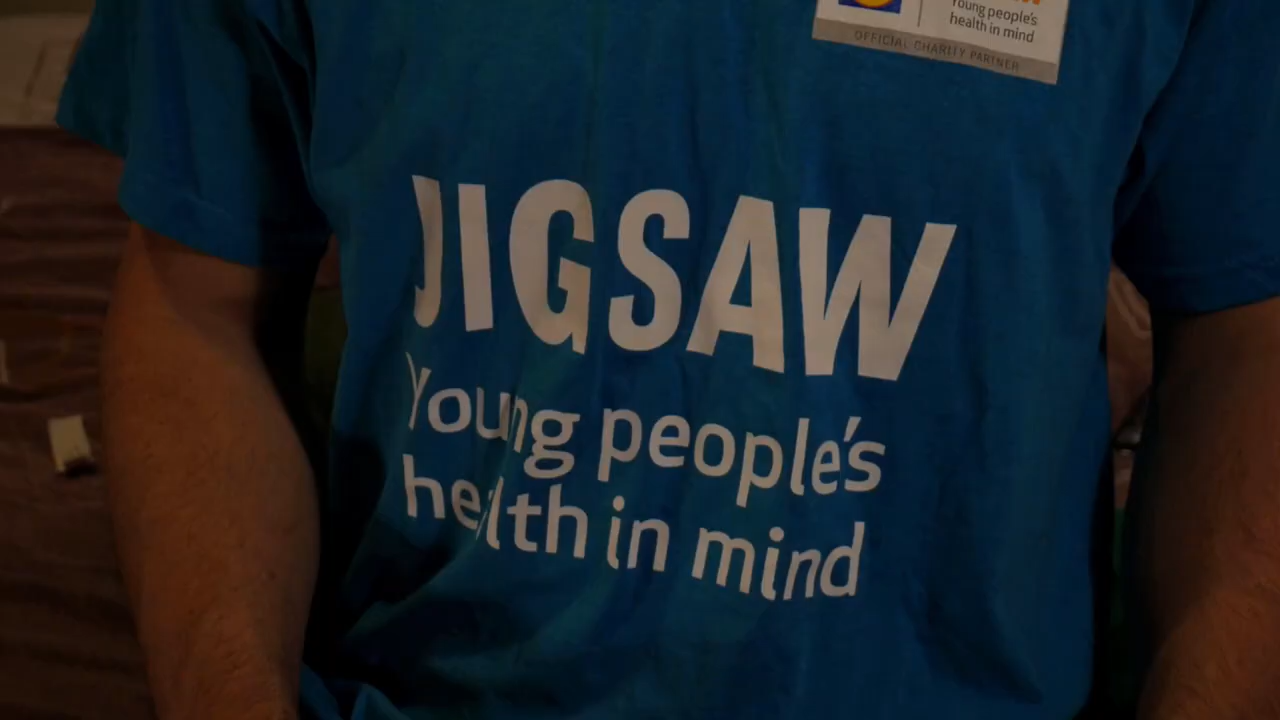 Young people's
health in mind
OFFICIAL CHARITY PARTNER
JIGSAW
Young people's
health in mind